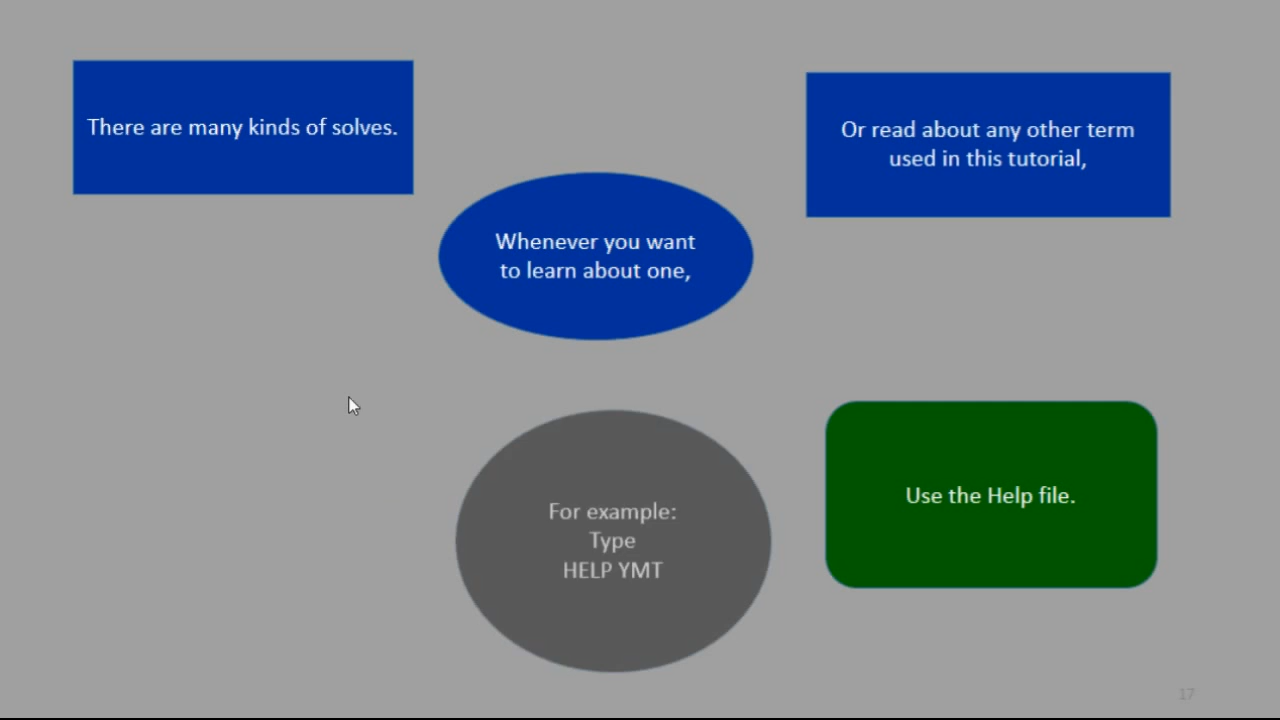 There are many kinds of solves.
Whenever you want
to learn about one,
Or read about any other term
used in this tutorial,
Use the Help file.
For example:
Type
HELP YMT
17